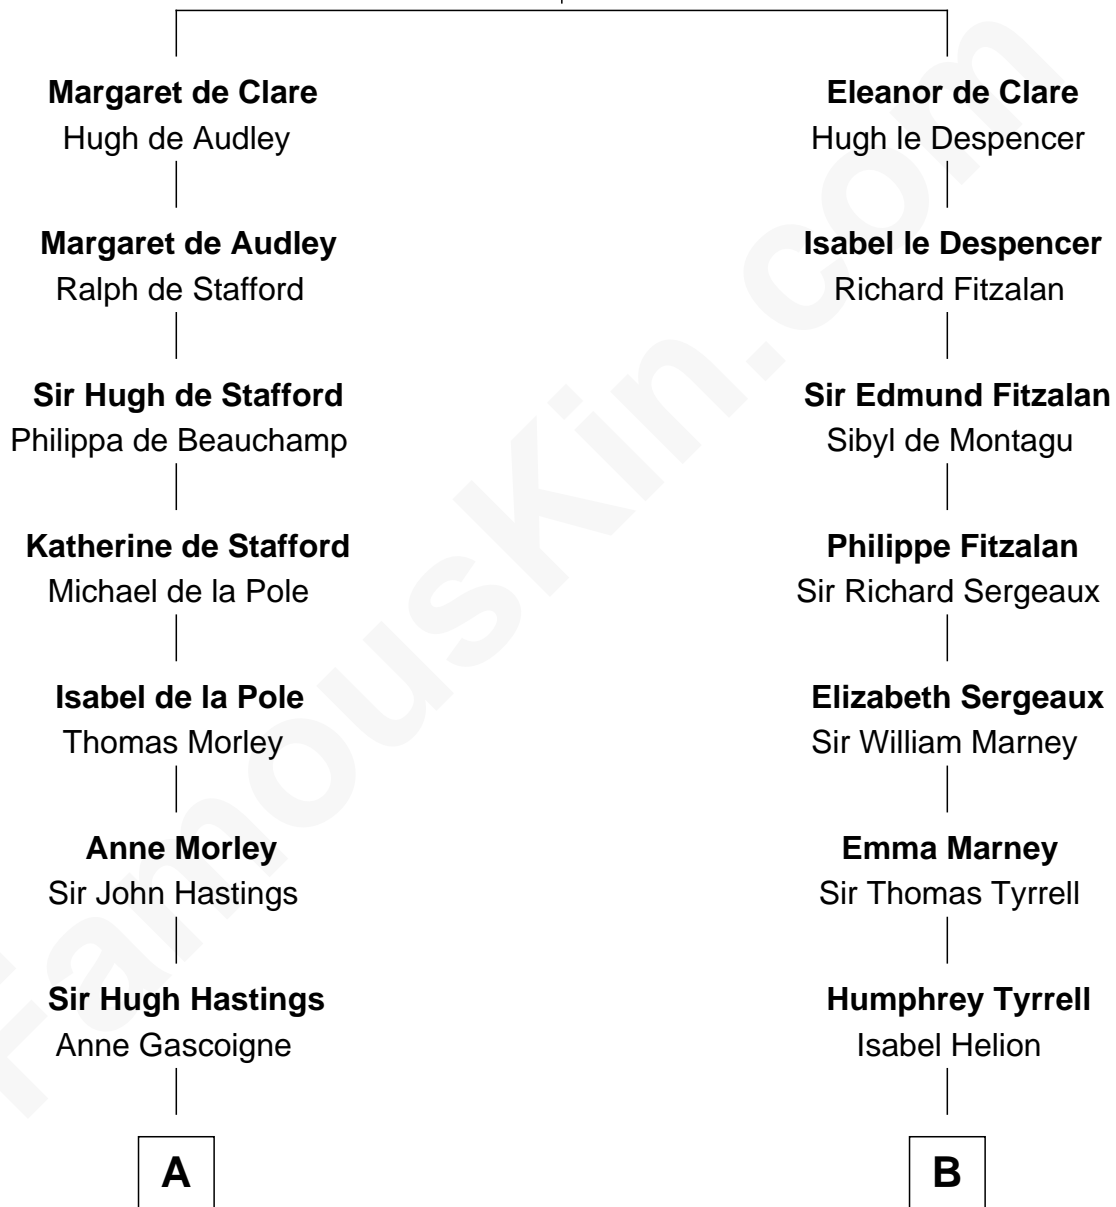 Margaret de Clare
Hugh de Audley
Margaret de Audley
Ralph de Stafford
Sir Hugh de Stafford
Philippa de Beauchamp
Katherine de Stafford
Michael de la Pole
Isabel de la Pole
Thomas Morley
Anne Morley
Sir John Hastings
Sir Hugh Hastings
Anne Gascoigne
A
Eleanor de Clare
Hugh le Despencer
Isabel le Despencer
Richard Fitzalan
Sir Edmund Fitzalan
Sibyl de Montagu
Philippe Fitzalan
Sir Richard Sergeaux
Elizabeth Sergeaux
Sir William Marney
Emma Marney
Sir Thomas Tyrrell
Humphrey Tyrrell
Isabel Helion
B
FamousKin.com